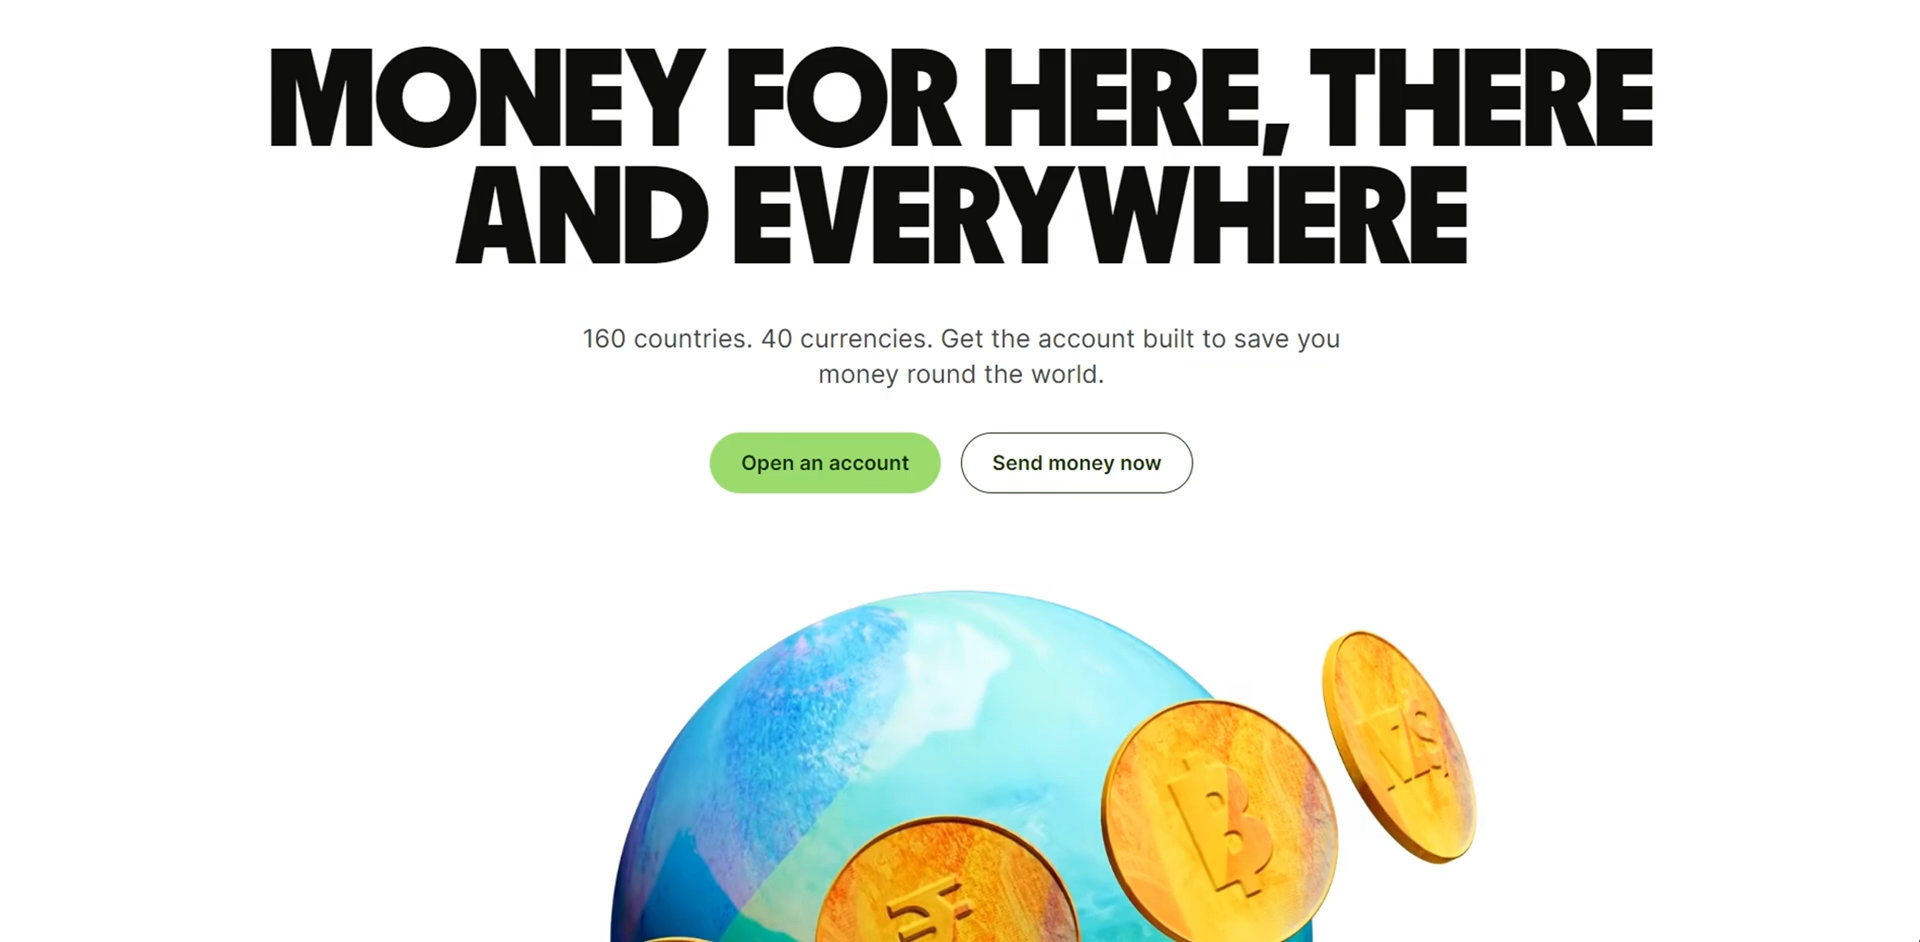 MONEY FOR HERE, THERE
AND EVERYWHERE
160 countries. 40 currencies. Get the account built to save you
money round the world.
Open an account
Send money now